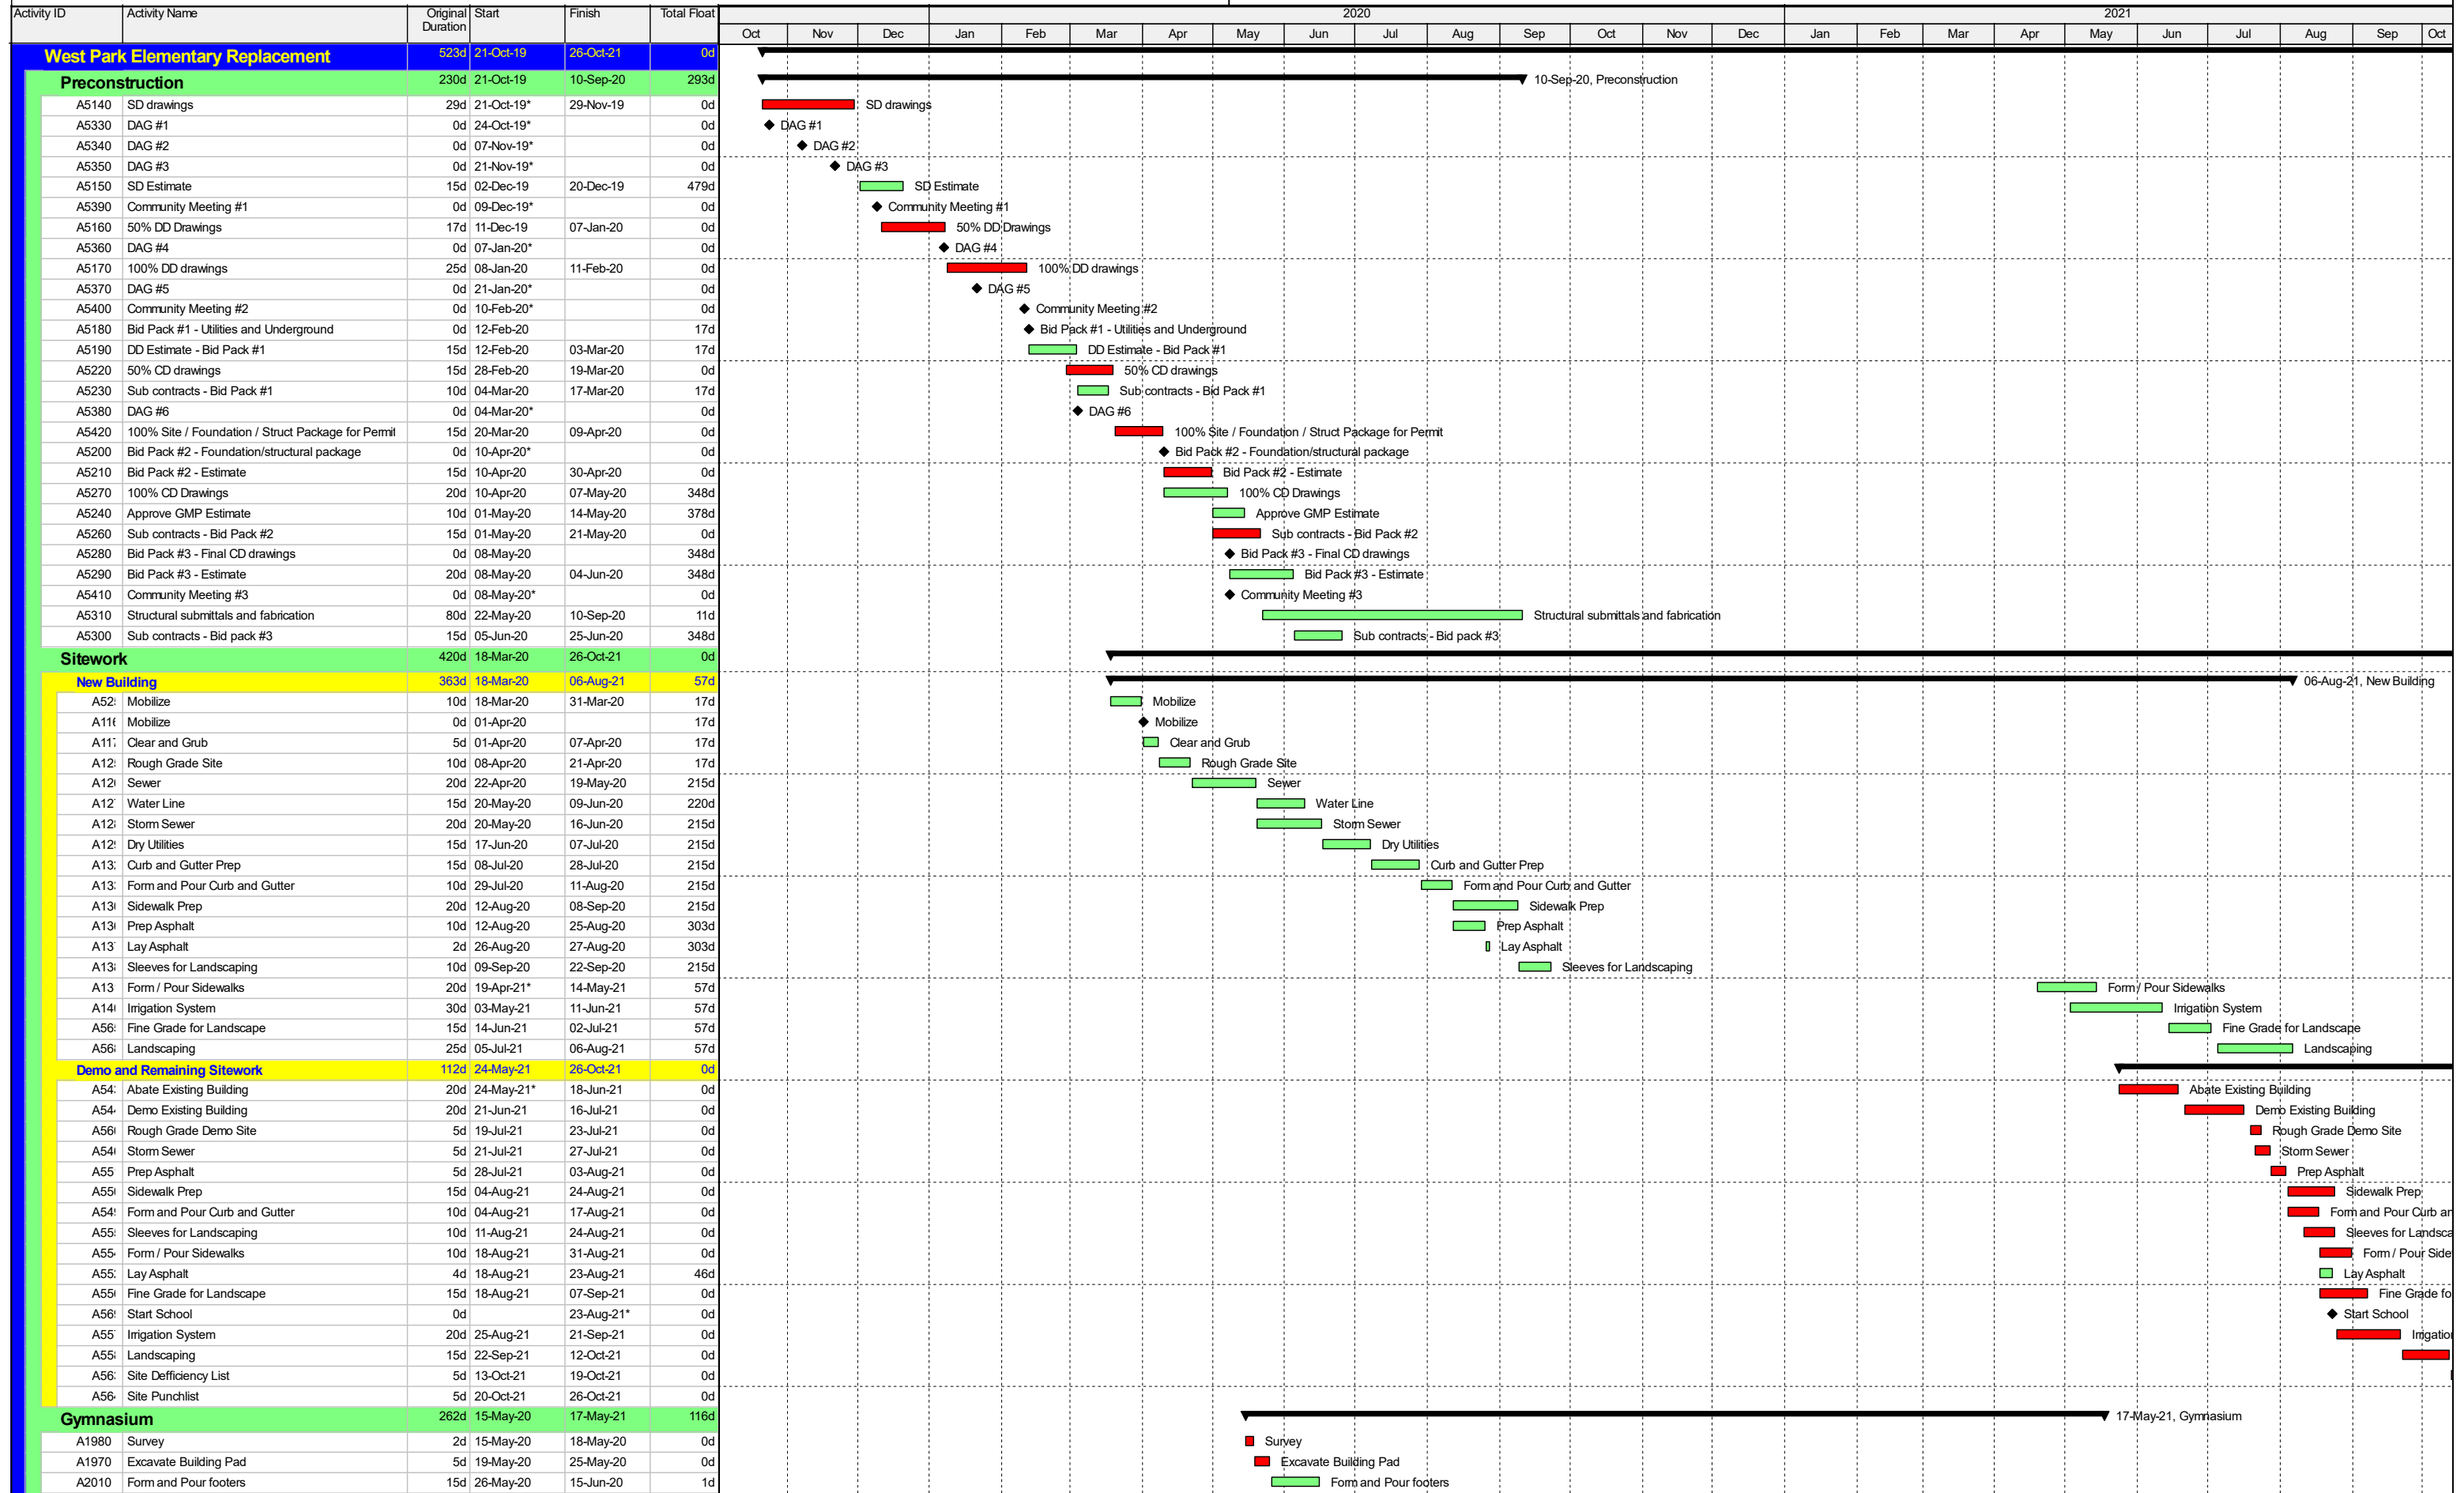 Activity ID Activity Name Original Duration Start Finish Total Float 2020 2021
Oct Nov Dec Jan Feb Mar Apr May Jun Jul Aug Sep Oct Nov Dec Jan Feb Mar Apr May Jun Jul Aug Sep Oct
West Park Elementary Replacement 523d 21-Oct-19 26-Oct-21 0d
Preconstruction 230d 21-Oct-19 10-Sep-20 293d 10-Sep-20, Preconstruction
A5140 SD drawings 29d 21-Oct-19* 29-Nov-19 0d SD drawings
A5330 DAG #1 0d 24-Oct-19* 0d DAG #1
A5340 DAG #2 0d 07-Nov-19* 0d DAG #2
A5350 DAG #3 0d 21-Nov-19* 0d DAG #3
A5150 SD Estimate 15d 02-Dec-19 20-Dec-19 479d SD Estimate
A5390 Community Meeting #1 0d 09-Dec-19* 0d Community Meeting #1
A5160 50% DD Drawings 17d 11-Dec-19 07-Jan-20 0d 50% DD Drawings
A5360 DAG #4 0d 07-Jan-20* 0d DAG #4
A5170 100% DD drawings 25d 08-Jan-20 11-Feb-20 0d 100% DD drawings
A5370 DAG #5 0d 21-Jan-20* 0d DAG #5
A5400 Community Meeting #2 0d 10-Feb-20* 0d Community Meeting #2
A5180 Bid Pack #1 - Utilities and Underground 0d 12-Feb-20 17d Bid Pack #1 - Utilities and Underground
A5190 DD Estimate - Bid Pack #1 15d 12-Feb-20 03-Mar-20 17d DD Estimate - Bid Pack #1
A5220 50% CD drawings 15d 28-Feb-20 19-Mar-20 0d 50% CD drawings
A5230 Sub contracts - Bid Pack #1 10d 04-Mar-20 17-Mar-20 17d Sub contracts - Bid Pack #1
A5380 DAG #6 0d 04-Mar-20* 0d DAG #6
A5420 100% Site / Foundation / Struct Package for Permit 15d 20-Mar-20 09-Apr-20 0d 100% Site / Foundation / Struct Package for Permit
A5200 Bid Pack #2 - Foundation/structural package 0d 10-Apr-20* 0d Bid Pack #2 - Foundation/structural package
A5210 Bid Pack #2 - Estimate 15d 10-Apr-20 30-Apr-20 0d Bid Pack #2 - Estimate
A5270 100% CD Drawings 20d 10-Apr-20 07-May-20 348d 100% CD Drawings
A5240 Approve GMP Estimate 10d 01-May-20 14-May-20 378d Approve GMP Estimate
A5260 Sub contracts - Bid Pack #2 15d 01-May-20 21-May-20 0d Sub contracts - Bid Pack #2
A5280 Bid Pack #3 - Final CD drawings 0d 08-May-20 348d Bid Pack #3 - Final CD drawings
A5290 Bid Pack #3 - Estimate 20d 08-May-20 04-Jun-20 348d Bid Pack #3 - Estimate
A5410 Community Meeting #3 0d 08-May-20* 0d Community Meeting #3
A5310 Structural submittals and fabrication 80d 22-May-20 10-Sep-20 11d Structural submittals and fabrication
A5300 Sub contracts - Bid pack #3 15d 05-Jun-20 25-Jun-20 348d Sub contracts - Bid pack #3
Sitework 420d 18-Mar-20 26-Oct-21 0d
New Building 363d 18-Mar-20 06-Aug-21 57d 06-Aug-21, New Building
Mobilize 10d 18-Mar-20 31-Mar-20 17d Mobilize
Mobilize 0d 01-Apr-20 17d Mobilize
Clear and Grub 5d 01-Apr-20 07-Apr-20 17d Clear and Grub
Rough Grade Site 10d 08-Apr-20 21-Apr-20 17d Rough Grade Site
Sewer 20d 22-Apr-20 19-May-20 215d Sewer
Water Line 15d 20-May-20 09-Jun-20 220d Water Line
Storm Sewer 20d 20-May-20 16-Jun-20 215d Storm Sewer
Dry Utilities 15d 17-Jun-20 07-Jul-20 215d Dry Utilities
Curb and Gutter Prep 15d 08-Jul-20 28-Jul-20 215d Curb and Gutter Prep
Form and Pour Curb and Gutter 10d 29-Jul-20 11-Aug-20 215d Form and Pour Curb and Gutter
Sidewalk Prep 20d 12-Aug-20 08-Sep-20 215d Sidewalk Prep
Prep Asphalt 10d 12-Aug-20 25-Aug-20 303d Prep Asphalt
Lay Asphalt 2d 26-Aug-20 27-Aug-20 303d Lay Asphalt
Sleeves for Landscaping 10d 09-Sep-20 22-Sep-20 215d Sleeves for Landscaping
Form / Pour Sidewalks 20d 19-Apr-21* 14-May-21 57d Form / Pour Sidewalks
Irrigation System 30d 03-May-21 11-Jun-21 57d Irrigation System
Fine Grade for Landscape 15d 14-Jun-21 02-Jul-21 57d Fine Grade for Landscape
Landscaping 25d 05-Jul-21 06-Aug-21 57d Landscaping
Demo and Remaining Sitework 112d 24-May-21 26-Oct-21 0d
Abate Existing Building 20d 24-May-21* 18-Jun-21 0d Abate Existing Building
Demo Existing Building 20d 21-Jun-21 16-Jul-21 0d Demo Existing Building
Rough Grade Demo Site 5d 19-Jul-21 23-Jul-21 0d Rough Grade Demo Site
Storm Sewer 5d 21-Jul-21 27-Jul-21 0d Storm Sewer
Prep Asphalt 5d 28-Jul-21 03-Aug-21 0d Prep Asphalt
Sidewalk Prep 15d 04-Aug-21 24-Aug-21 0d Sidewalk Prep
Form and Pour Curb and Gutter 10d 04-Aug-21 17-Aug-21 0d Form and Pour Curb
Sleeves for Landscaping 10d 11-Aug-21 24-Aug-21 0d Sleeves for
Form / Pour Sidewalks 10d 18-Aug-21 31-Aug-21 0d Form / Pour
Lay Asphalt 4d 18-Aug-21 23-Aug-21 46d Lay Asphalt
Fine Grade for Landscape 15d 18-Aug-21 07-Sep-21 0d Fine Grade
Start School 0d 23-Aug-21* 0d Start School
Irrigation System 20d 25-Aug-21 21-Sep-21 0d
Landscaping 15d 22-Sep-21 12-Oct-21 0d
Site Defficiency List 5d 13-Oct-21 19-Oct-21 0d
Site Punchlist 5d 20-Oct-21 26-Oct-21 0d
Gymnasium 262d 15-May-20 17-May-21 116d 17-May-21, Gymnasium
A1980 Survey 2d 15-May-20 18-May-20 0d Survey
A1970 Excavate Building Pad 5d 19-May-20 25-May-20 0d Excavate Building Pad
A2010 Form and Pour footers 15d 26-May-20 15-Jun-20 1d Form and Pour footers